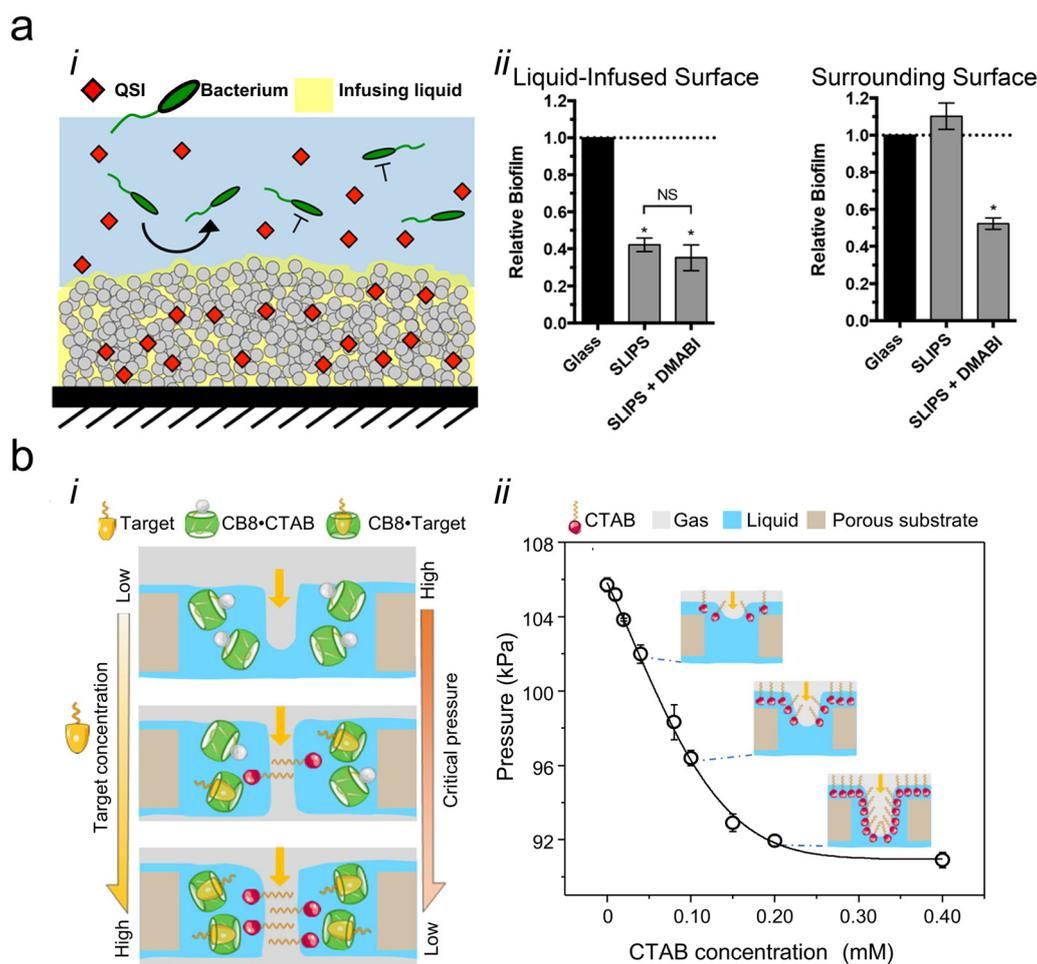 a
i
QSI Bacterium Infusing liquid
ii
Liquid-Infused Surface
Relative Biofilm
1.2
1.0
0.8
0.6
0.4
0.2
0.0
NS
*
*
Glass
SLIPS
SLIPS + DMABI
Surrounding Surface
Relative Biofilm
1.2
1.0
0.8
0.6
0.4
0.2
0.0
*
Glass
SLIPS
SLIPS + DMABI
b
i
Target CB8•CTAB CB8•Target
Low
Target concentration
High
High
Critical pressure
Low
ii
CTAB Gas Liquid Porous substrate
Pressure (kPa)
108
104
100
96
92
0 0.10 0.20 0.30 0.40
CTAB concentration (mM)